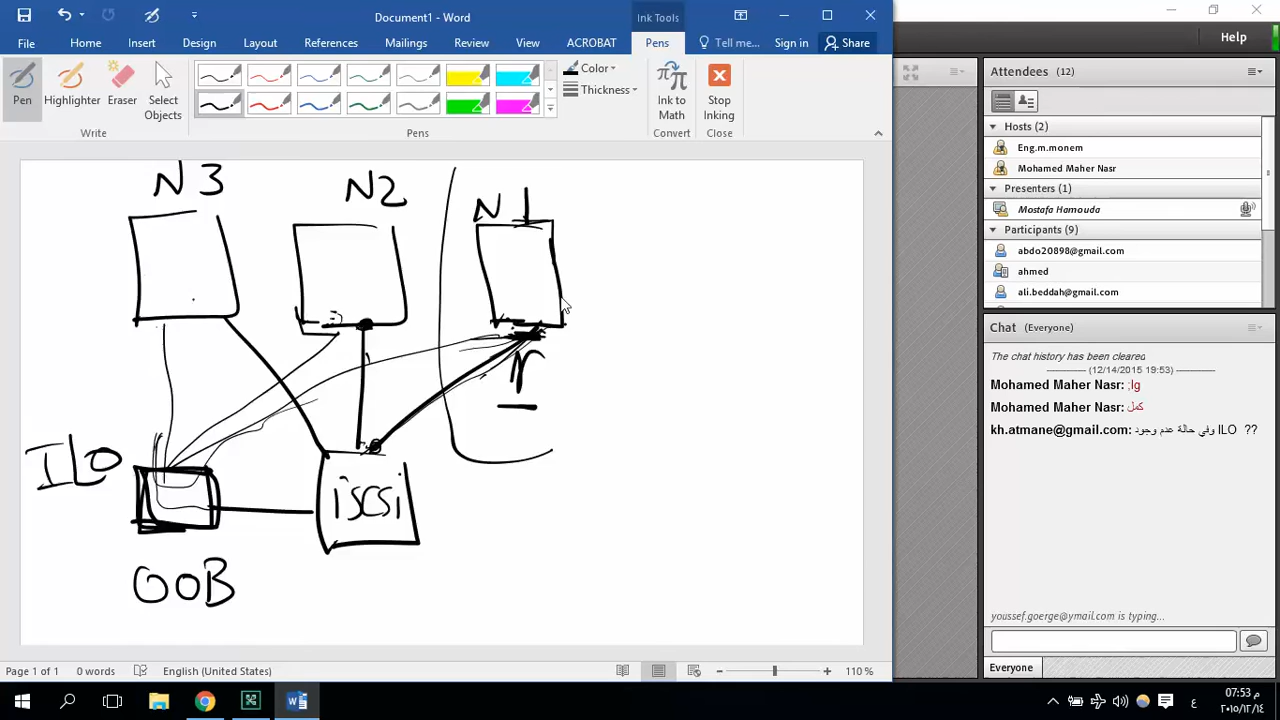 Document1 - Word
Ink Tools
File
Home
Insert
Design
Layout
References
Mailings
Review
View
ACROBAT
Pens
Tell me...
Sign in
Share
Help
Pen
Highlighter
Eraser
Select
Objects
Color
Thickness
Ink to
Math
Stop
Inking
Write
Pens
Convert
Close
N3
N2
N1
ILO
iscsi
OOB
Attendees (12)
Hosts (2)
Eng.m.monem
Mohamed Maher Nasr
Presenters (1)
Mostafa Hamouda
Participants (9)
abdo20898@gmail.com
ahmed
ali.beddah@gmail.com
Chat (Everyone)
The chat history has been cleared
(12/14/2015 19:53)
Mohamed Maher Nasr: ;lg
Mohamed Maher Nasr: كمل
kh.atmane@gmail.com: وفي حالة عدم وجود ILO ??
youssef.goerge@ymail.com is typing...
Everyone
Page 1 of 1
0 words
English (United States)
110 %
ع
07:53 م
٢٠١٥/١٢/١٤